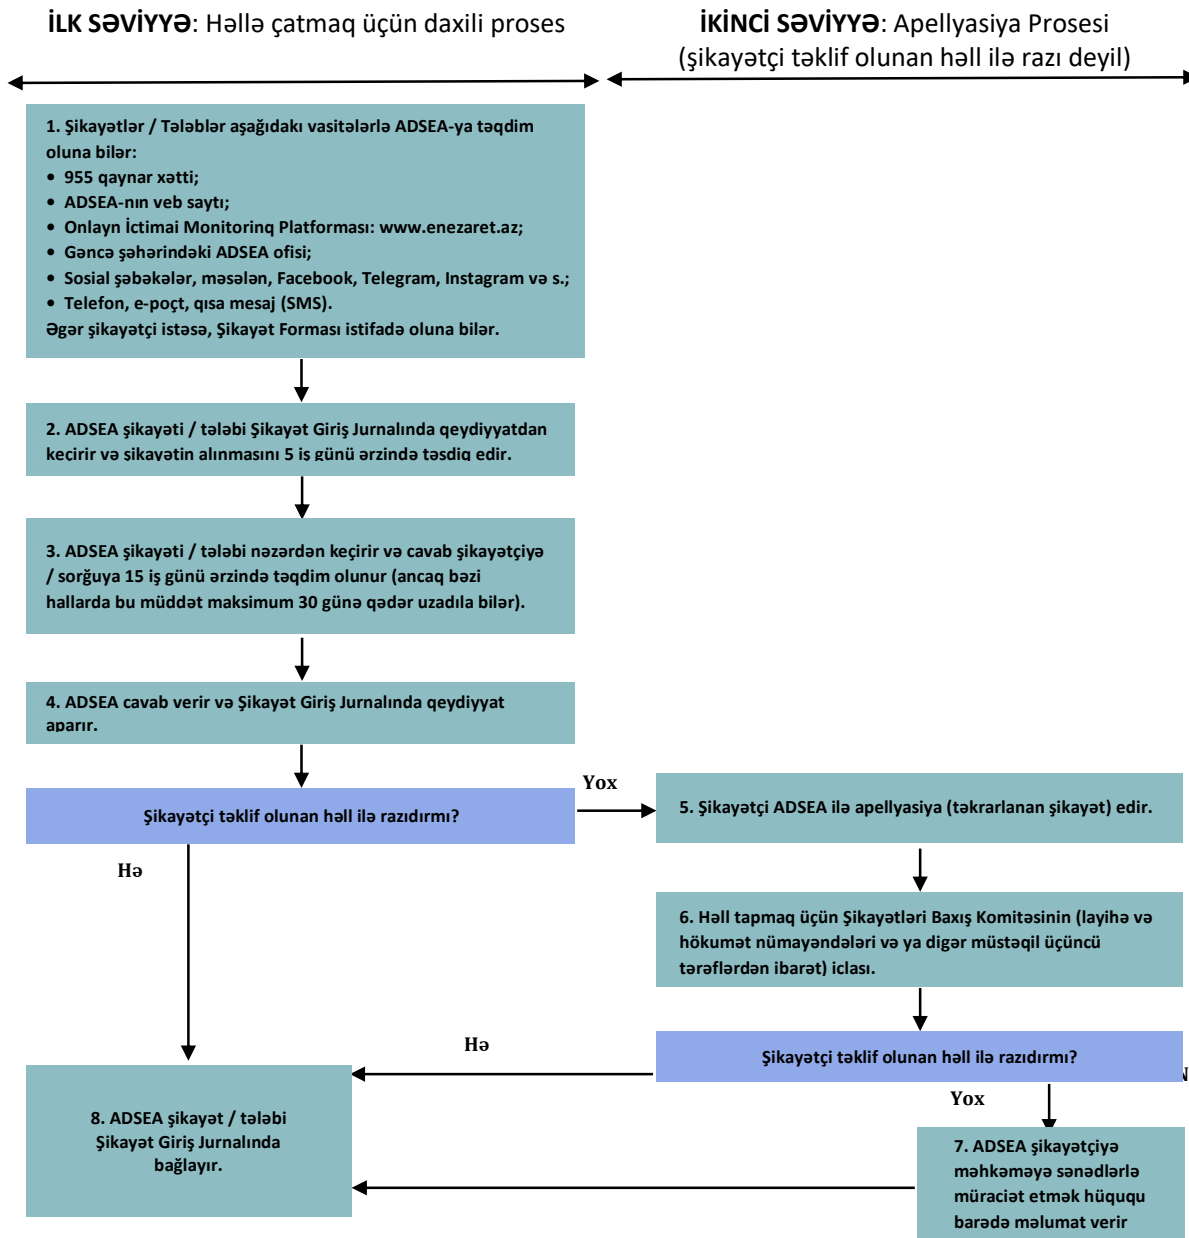 İLK SƏVİYYƏ: Həllə çatmaq üçün daxili proses
İKİNCİ SƏVİYYƏ: Apellyasiya Prosesi
(şikayətçi təklif olunan həll ilə razı deyil)
1. Şikayətlər / Tələblər aşağıdakı vasitələrlə ADSEA-ya təqdim
oluna bilər:
• 955 qaynar xətti;
• ADSEA-nın veb saytı;
• Onlayn İctimai Monitorinq Platforması: www.enezaret.az;
• Gəncə şəhərindəki ADSEA ofisi;
• Sosial şəbəkələr, məsələn, Facebook, Telegram, Instagram və s.;
• Telefon, e-poçt, qısa mesaj (SMS).
Əgər şikayətçi istəsə, Şikayət Forması istifadə oluna bilər.
2. ADSEA şikayəti / tələbi Şikayət Giriş Jurnalında qeydiyyatdan
keçirir və şikayətin alınmasını 5 iş günü ərzində təsdiq edir.
3. ADSEA şikayəti / tələbi nəzərdən keçirir və cavab şikayətçiyə
/ sorğuya 15 iş günü ərzində təqdim olunur (ancaq bəzi
hallarda bu müddət maksimum 30 günə qədər uzadıla bilər).
4. ADSEA cavab verir və Şikayət Giriş Jurnalında qeydiyyat
aparır.
Şikayətçi təklif olunan həll ilə razıdırmı?
Yox
Hə
5. Şikayətçi ADSEA ilə apellyasiya (təkrarlanan şikayət) edir.
6. Həll tapmaq üçün Şikayətləri Baxış Komitəsinin (layihə və
hökumət nümayəndələri və ya digər müstəqil üçüncü
tərəflərdən ibarət) iclası.
Şikayətçi təklif olunan həll ilə razıdırmı?
Hə
Yox
7. ADSEA şikayətçiyə
məhkəməyə sənədlərlə
müraciət etmək hüququ
barədə məlumat verir
8. ADSEA şikayət / tələbi
Şikayət Giriş Jurnalında
bağlayır.